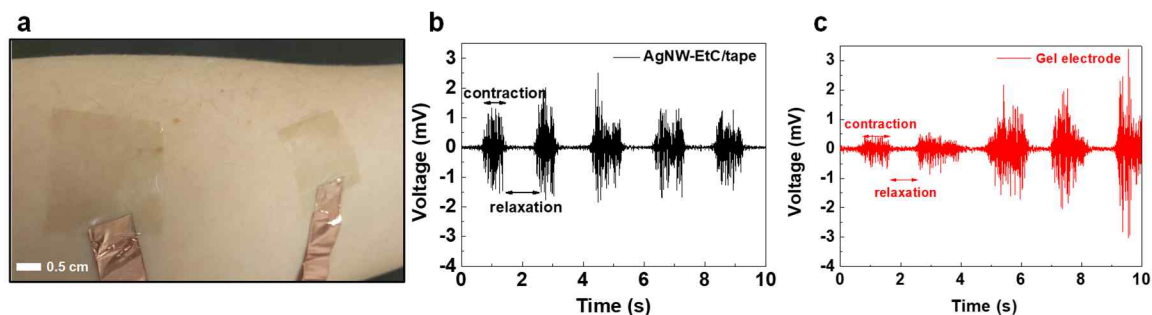 a
0.5 cm
b
AgNW-EtC/tape
contraction
relaxation
Voltage (mV)
3
2
1
0
-1
-2
-3
-4
0 2 4 6 8 10
Time (s)
c
Gel electrode
contraction
relaxation
Voltage (mV)
3
2
1
0
-1
-2
-3
-4
0 2 4 6 8 10
Time (s)